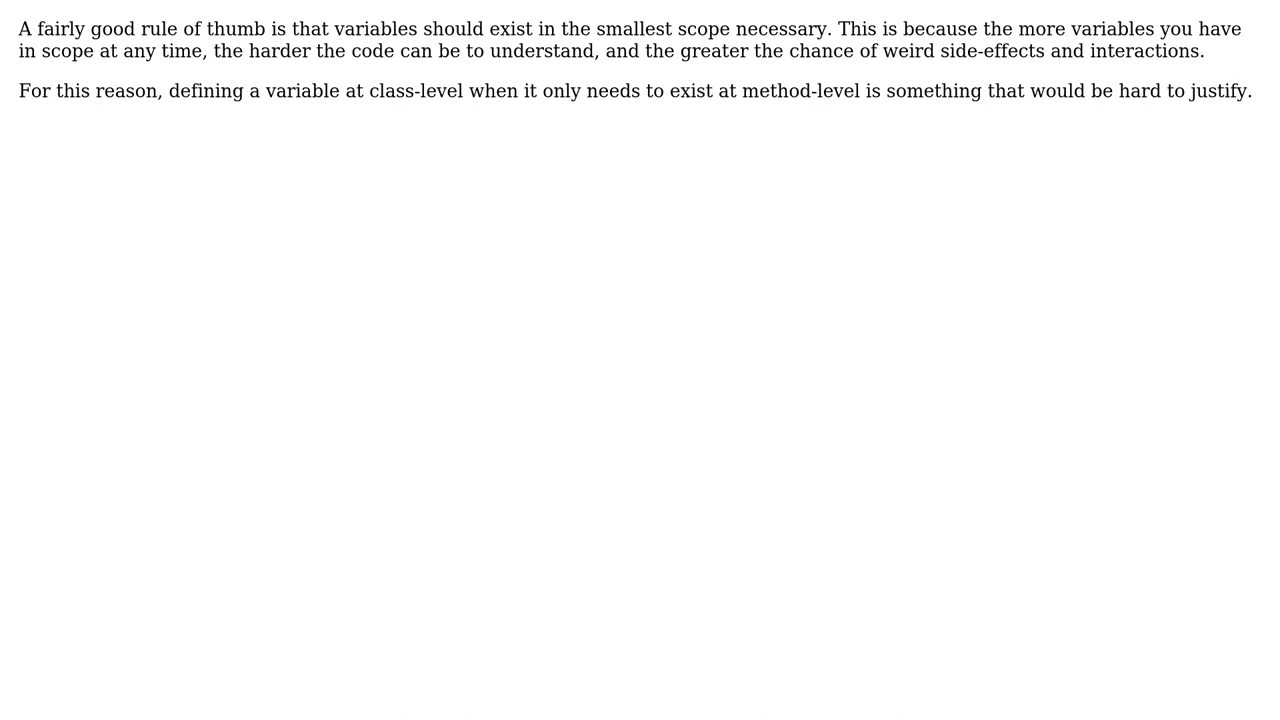 A fairly good rule of thumb is that variables should exist in the smallest scope necessary. This is because the more variables you have
in scope at any time, the harder the code can be to understand, and the greater the chance of weird side-effects and interactions.
For this reason, defining a variable at class-level when it only needs to exist at method-level is something that would be hard to justify.